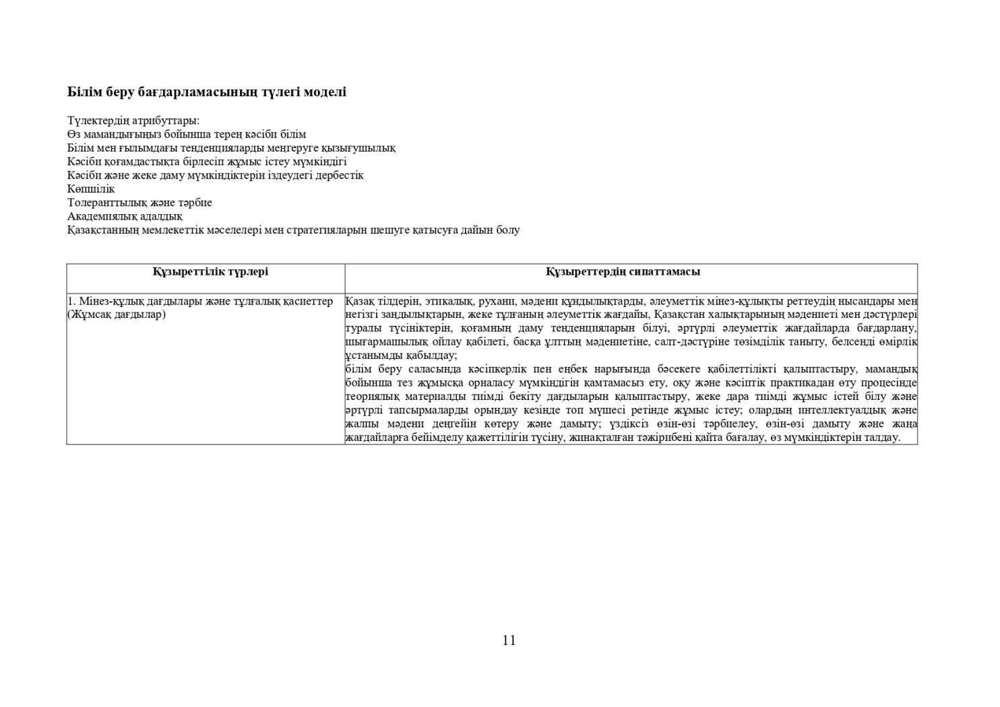 Білім беру бағдарламасының түлегі моделі
Түлектердің атрибуттары:
Өз мамандығыңыз бойынша терең кәсіби білім
Білім мен ғылымдағы тенденцияларды меңгеруге қызығушылық
Кәсіби қоғамдастықта бірлесіп жұмыс істеу мүмкіндігі
Кәсіби және жеке даму мүмкіндіктерін іздеудегі дербестік
Көпшілік
Толеранттылық және тәрбие
Академиялық адалдық
Қазақстанның мемлекеттік мәселелері мен стратегияларын шешуге қатысуға дайын болу
Құзыреттілік түрлері
Құзыреттердің сипаттамасы
1. Мінез-құлық дағдылары және тұлғалық қасиеттер
(Жұмсақ дағдылар)
Қазақ тілдерін, этикалық, рухани, мәдени құндылықтарды, әлеуметтік мінез-құлықты реттеудің нысандары мен
негізгі заңдылықтарын, жеке тұлғаның әлеуметтік жағдайы, Қазақстан халықтарының мәдениеті мен дәстүрлері
туралы түсініктерін, қоғамның даму тенденцияларын білуі, әртүрлі әлеуметтік жағдайларда бағдарлану,
шығармашылық ойлау қабілеті, басқа ұлттың мәдениетіне, салт-дәстүріне төзімділік таныту, белсенді өмірлік
ұстанымды қабылдау;
білім беру саласында кәсіпкерлік пен еңбек нарығында бәсекеге қабілеттілікті қалыптастыру, мамандық
бойынша тез жұмысқа орналасу мүмкіндігін қамтамасыз ету, оқу және кәсіптік практикадан өту процесінде
теориялық материалды тиімді бекіту дағдыларын қалыптастыру, жеке дара тиімді жұмыс істей білу және
әртүрлі тапсырмаларды орындау кезінде топ мүшесі ретінде жұмыс істеу; олардың интеллектуалдық және
жалпы мәдени деңгейін көтеру және дамыту; үздіксіз өзін-өзі тәрбиелеу, өзін-өзі дамыту және жаңа
жағдайларға бейімделу қажеттілігін түсіну, жинақталған тәжірибені қайта бағалау, өз мүмкіндіктерін талдау.
11